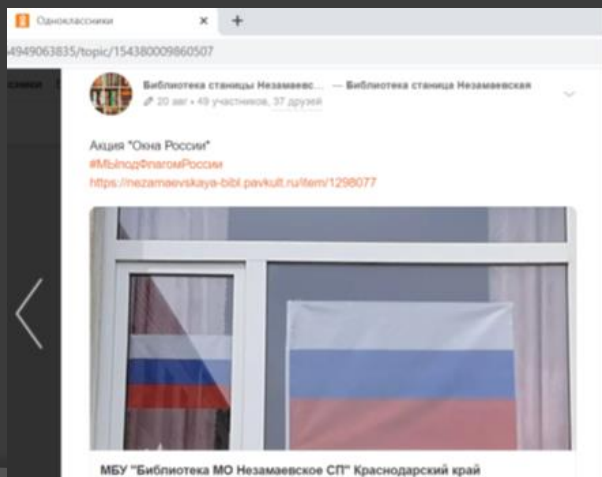 Одноклассники
4949063835/topic/154380009860507
Библиотека станицы Незамаевс... — Библиотека станица Незамаевская
20 авг • 49 участников, 37 друзей
Акция "Окна России"
#МЫподФлагомРоссии
https://nezamaevskaya-bibl.pavkult.ru/item/1298077
МБУ "Библиотека МО Незамаевское СП" Краснодарский край